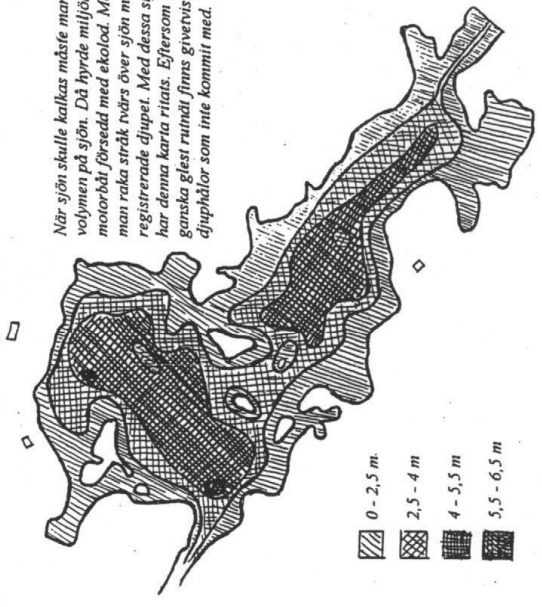 När sjön skulle kalkas måste man
volymen på sjön. Då hyrde miljö
motorbåt försedd med ekolod. M
man raka stråk tvärs över sjön m
registrerade djupet. Med dessa s
har denna karta ritats. Eftersom
ganska glest rutnät finns givetvis
djuphålor som inte kommit med.
0 - 2,5 m
2,5 - 4 m
4 - 5,5 m
5,5 - 6,5 m